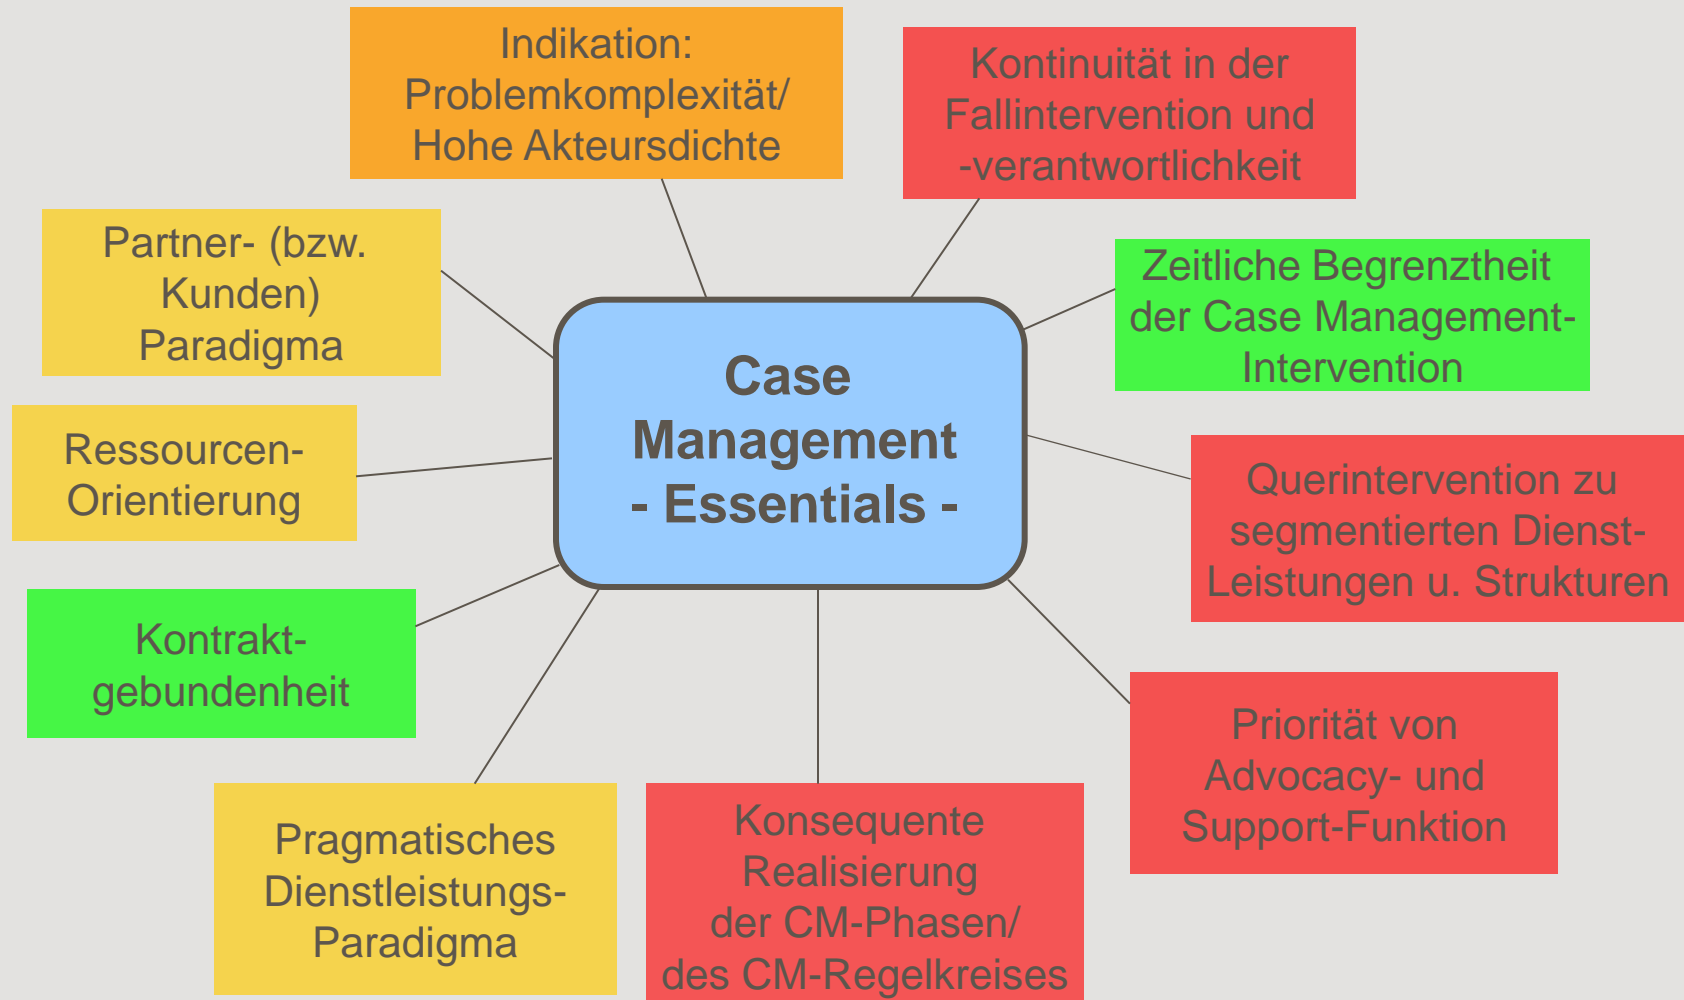 Indikation:
Problemkomplexität/
Hohe Akteursdichte
Kontinuität in der
Fallintervention und
-verantwortlichkeit
Partner- (bzw.
Kunden)
Paradigma
Zeitliche Begrenztheit
der Case Management-
Intervention
Case
Management
- Essentials -
Ressourcen-
Orientierung
Querintervention zu
segmentierten Dienst-
Leistungen u. Strukturen
Kontrakt-
gebundenheit
Priorität von
Advocacy- und
Support-Funktion
Pragmatisches
Dienstleistungs-
Paradigma
Konsequente
Realisierung
der CM-Phasen/
des CM-Regelkreises